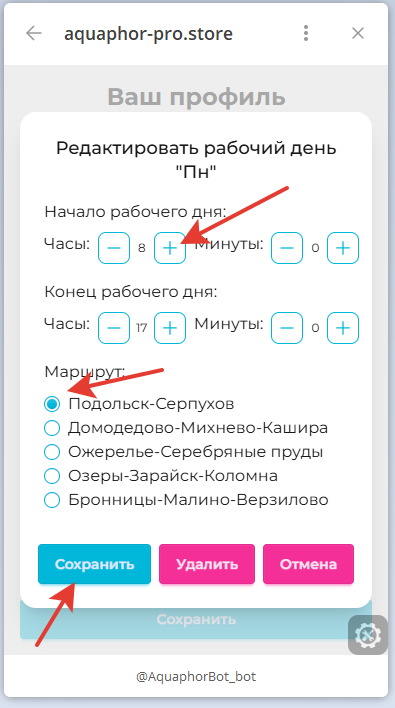 aquaphor-pro.store
Ваш профиль
Редактировать рабочий день
"Пн"
Начало рабочего дня:
Часы: 8 Минуты: 0
Конец рабочего дня:
Часы: 17 Минуты: 0
Маршрут:
Подольск-Серпухов
Домодедово-Михнево-Кашира
Ожерелье-Серебряные пруды
Озеры-Зарайск-Коломна
Бронницы-Малино-Верзилово
Сохранить Удалить Отмена
Сохранить
@AquaphorBot_bot